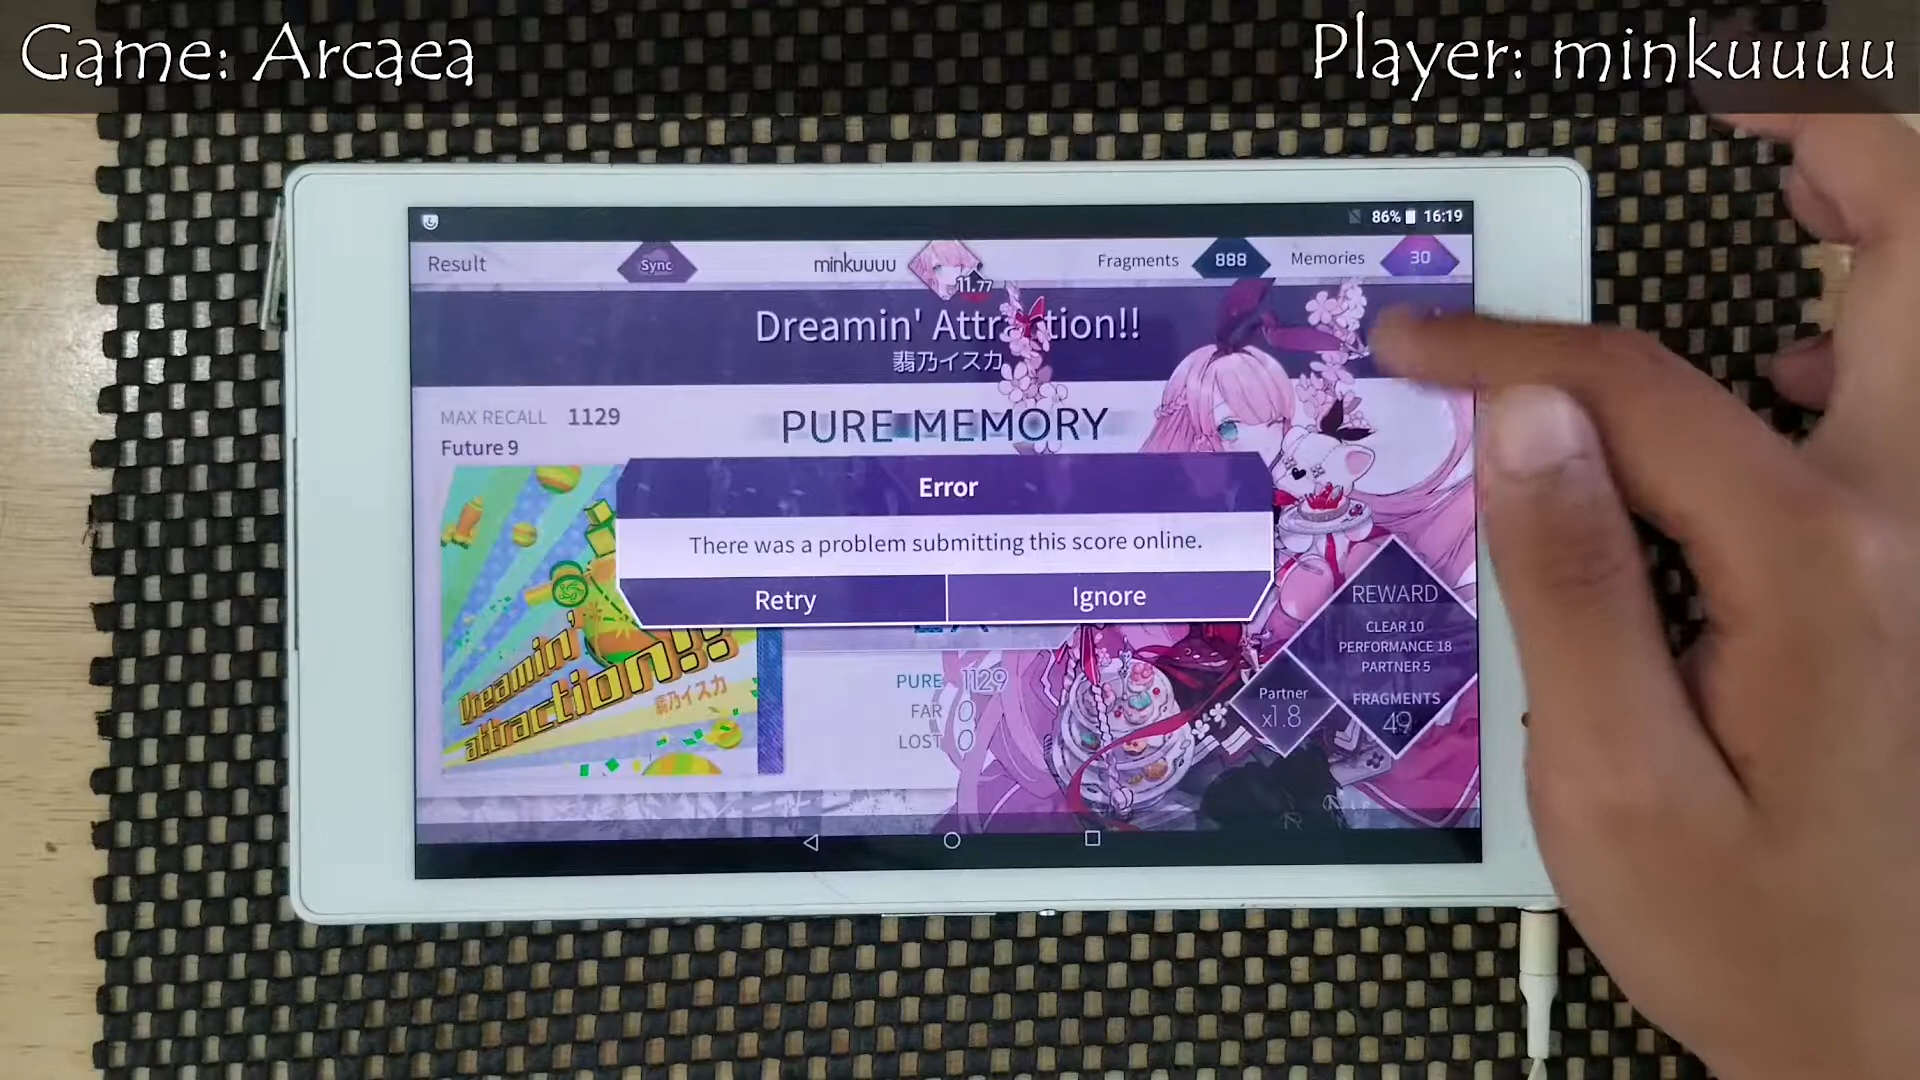 Game: Arcaea
Player: minkuuuu
86% 16:19
Result
Sync
minkuuuu
11.77
Fragments 888
Memories 30
Dreamin' Attraction!!
翡乃イスカ
MAX RECALL 1129
PURE MEMORY
Future 9
Error
There was a problem submitting this score online.
Retry
Ignore
Dreamin'
attraction!!
翡乃イスカ
PURE 1129
FAR 0
LOST 0
REWARD
CLEAR 10
PERFORMANCE 18
PARTNER 5
FRAGMENTS
49
Partner
x1.8